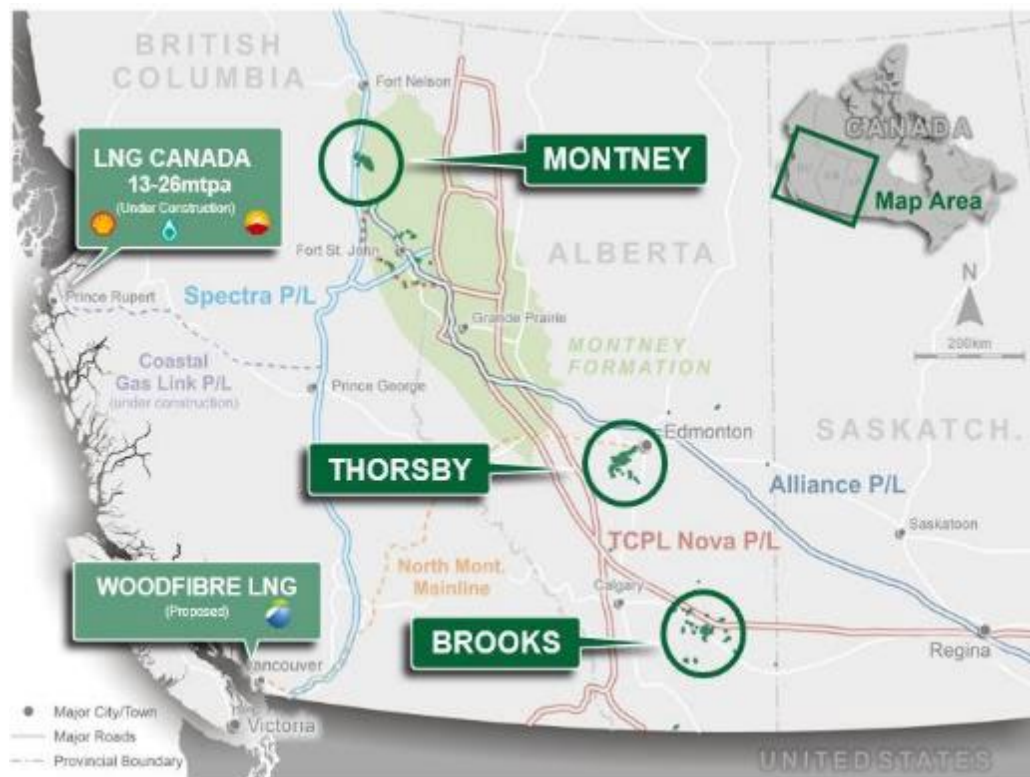 BRITISH
COLUMBIA
Fort Nelson
LNG CANADA
13-26mtpa
(Under Construction)
MONTNEY
CANADA
Map Area
Fort St. John
ALBERTA
N
Prince Rupert
Spectra P/L
Grande Prairie
200km
MONTNEY
FORMATION
Coastal
Gas Link P/L
(under construction)
Prince George
Edmonton
SASKATCH.
THORSBY
Alliance P/L
TCPL Nova P/L
Saskatoon
North Mont.
Mainline
Calgary
WOODFIBRE LNG
(Proposed)
BROOKS
Regina
Vancouver
Major City/Town
Victoria
Major Roads
Provincial Boundary
UNITED STATES